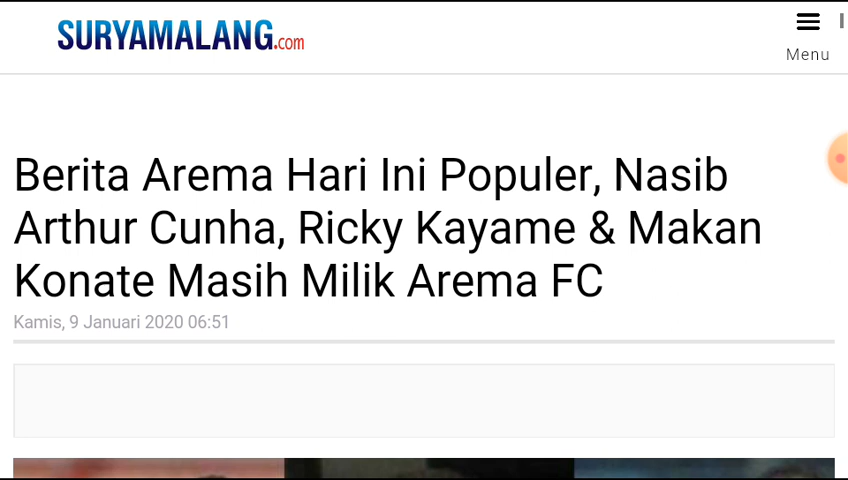 SURYAMALANG.com
Menu
Berita Arema Hari Ini Populer, Nasib
Arthur Cunha, Ricky Kayame & Makan
Konate Masih Milik Arema FC
Kamis, 9 Januari 2020 06:51